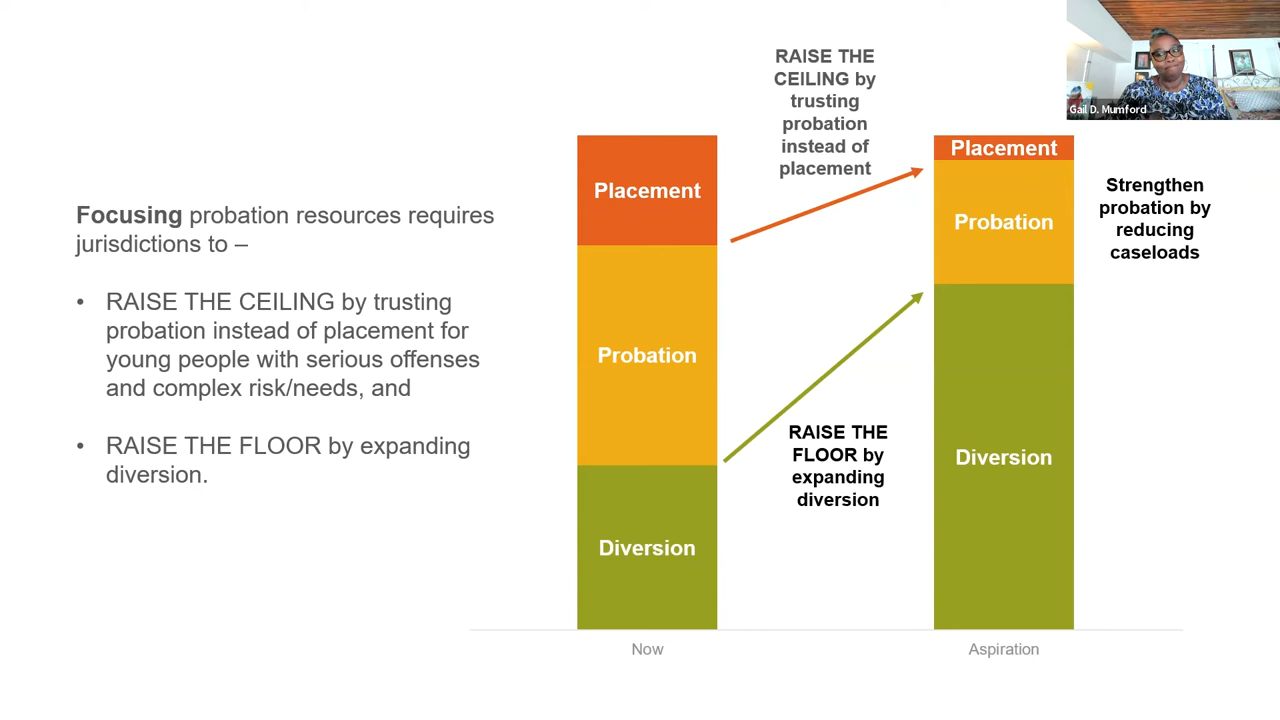 Focusing probation resources requires
jurisdictions to –
• RAISE THE CEILING by trusting
probation instead of placement for
young people with serious offenses
and complex risk/needs, and
• RAISE THE FLOOR by expanding
diversion.
Placement
Probation
Diversion
Now
RAISE THE
CEILING by
trusting
probation
instead of
placement
RAISE THE
FLOOR by
expanding
diversion
Placement
Probation
Diversion
Aspiration
Strengthen
probation by
reducing
caseloads
Gail D. Mumford